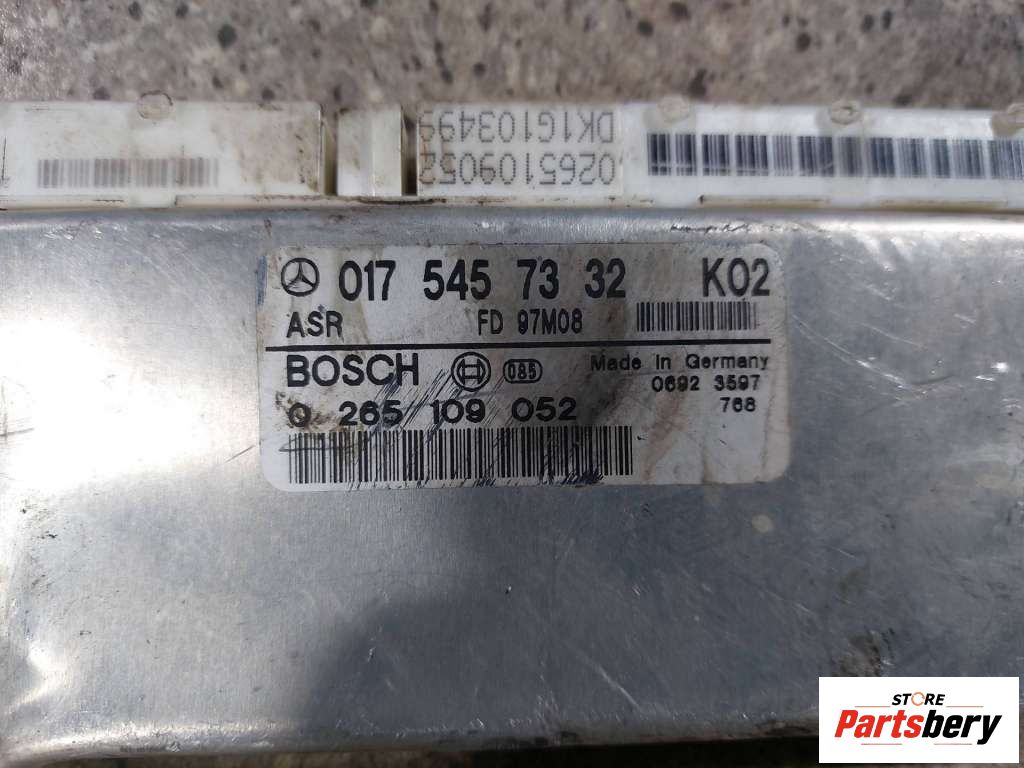 DK1G103499
0265109052
017 545 73 32 K02
ASR FD 97M08
BOSCH 085 Made in Germany
0692 3597
0 265 109 052 768
STORE
Partsbery